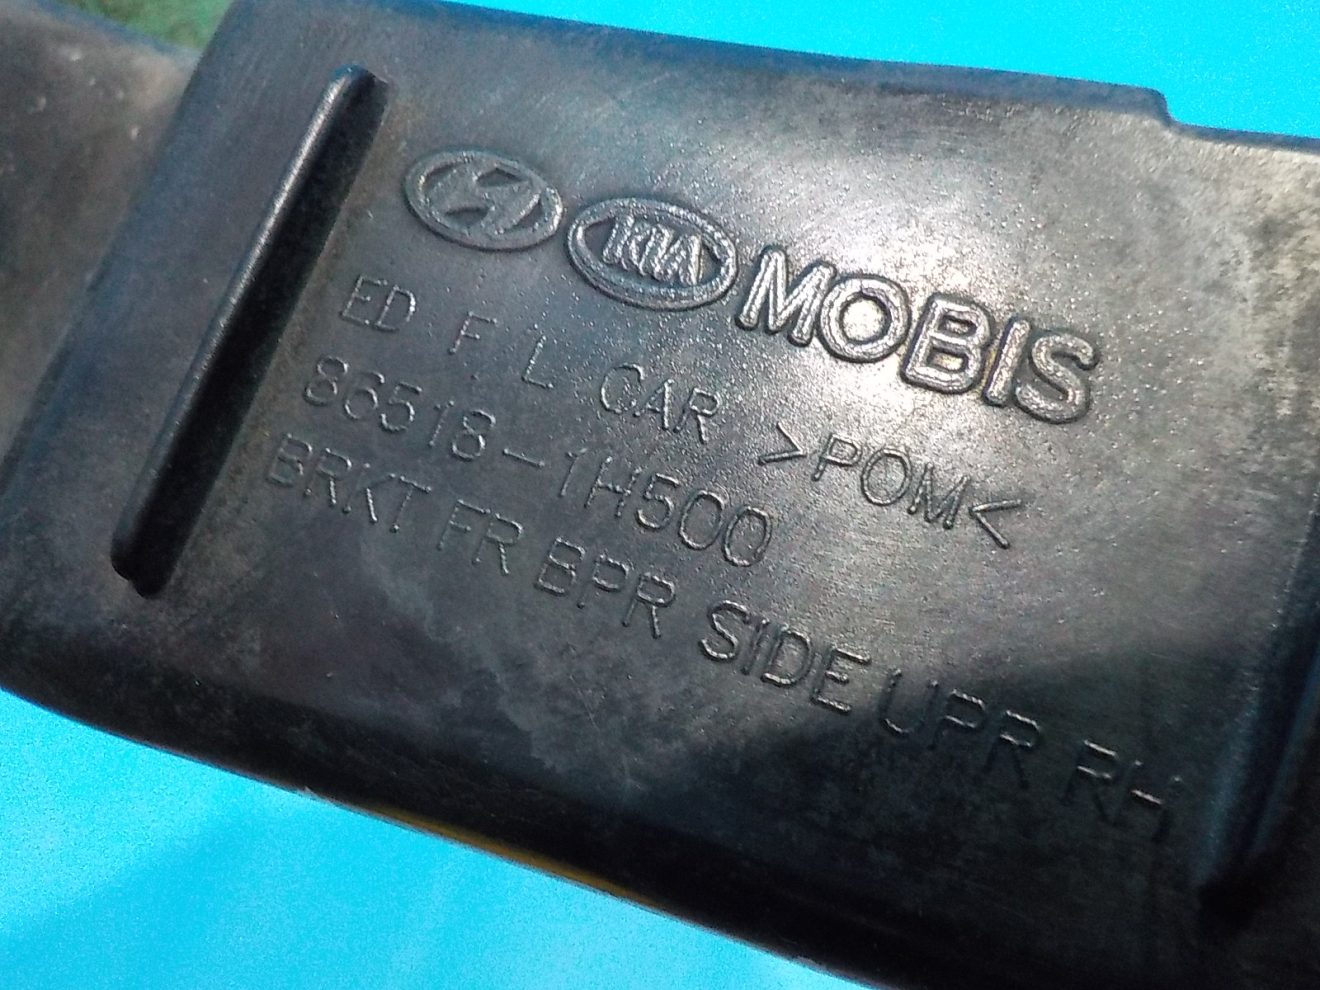 KIA MOBIS
ED F/L CAR >POM<
86518-1H500
BRKT FR BPR SIDE UPR RH